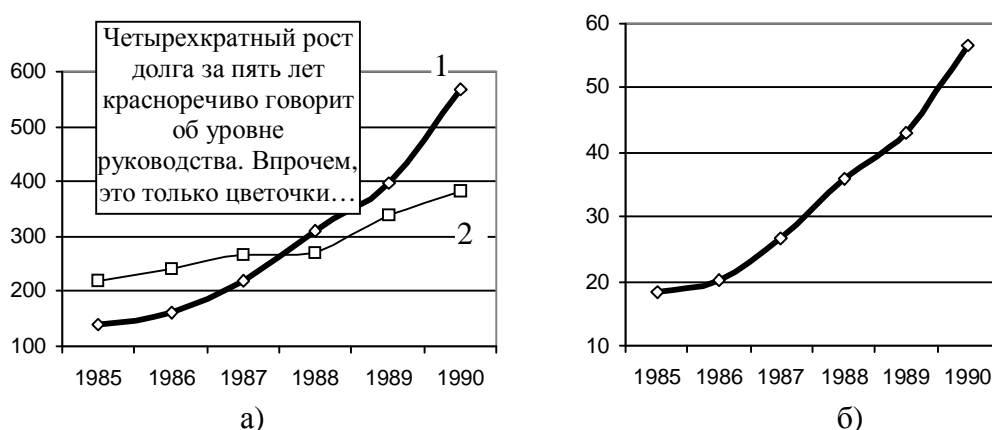 Четырехкратный рост
долга за пять лет
красноречиво говорит
об уровне
руководства. Впрочем,
это только цветочки…
1
2
600
500
400
300
200
100
1985 1986 1987 1988 1989 1990
а)
60
50
40
30
20
10
1985 1986 1987 1988 1989 1990
б)